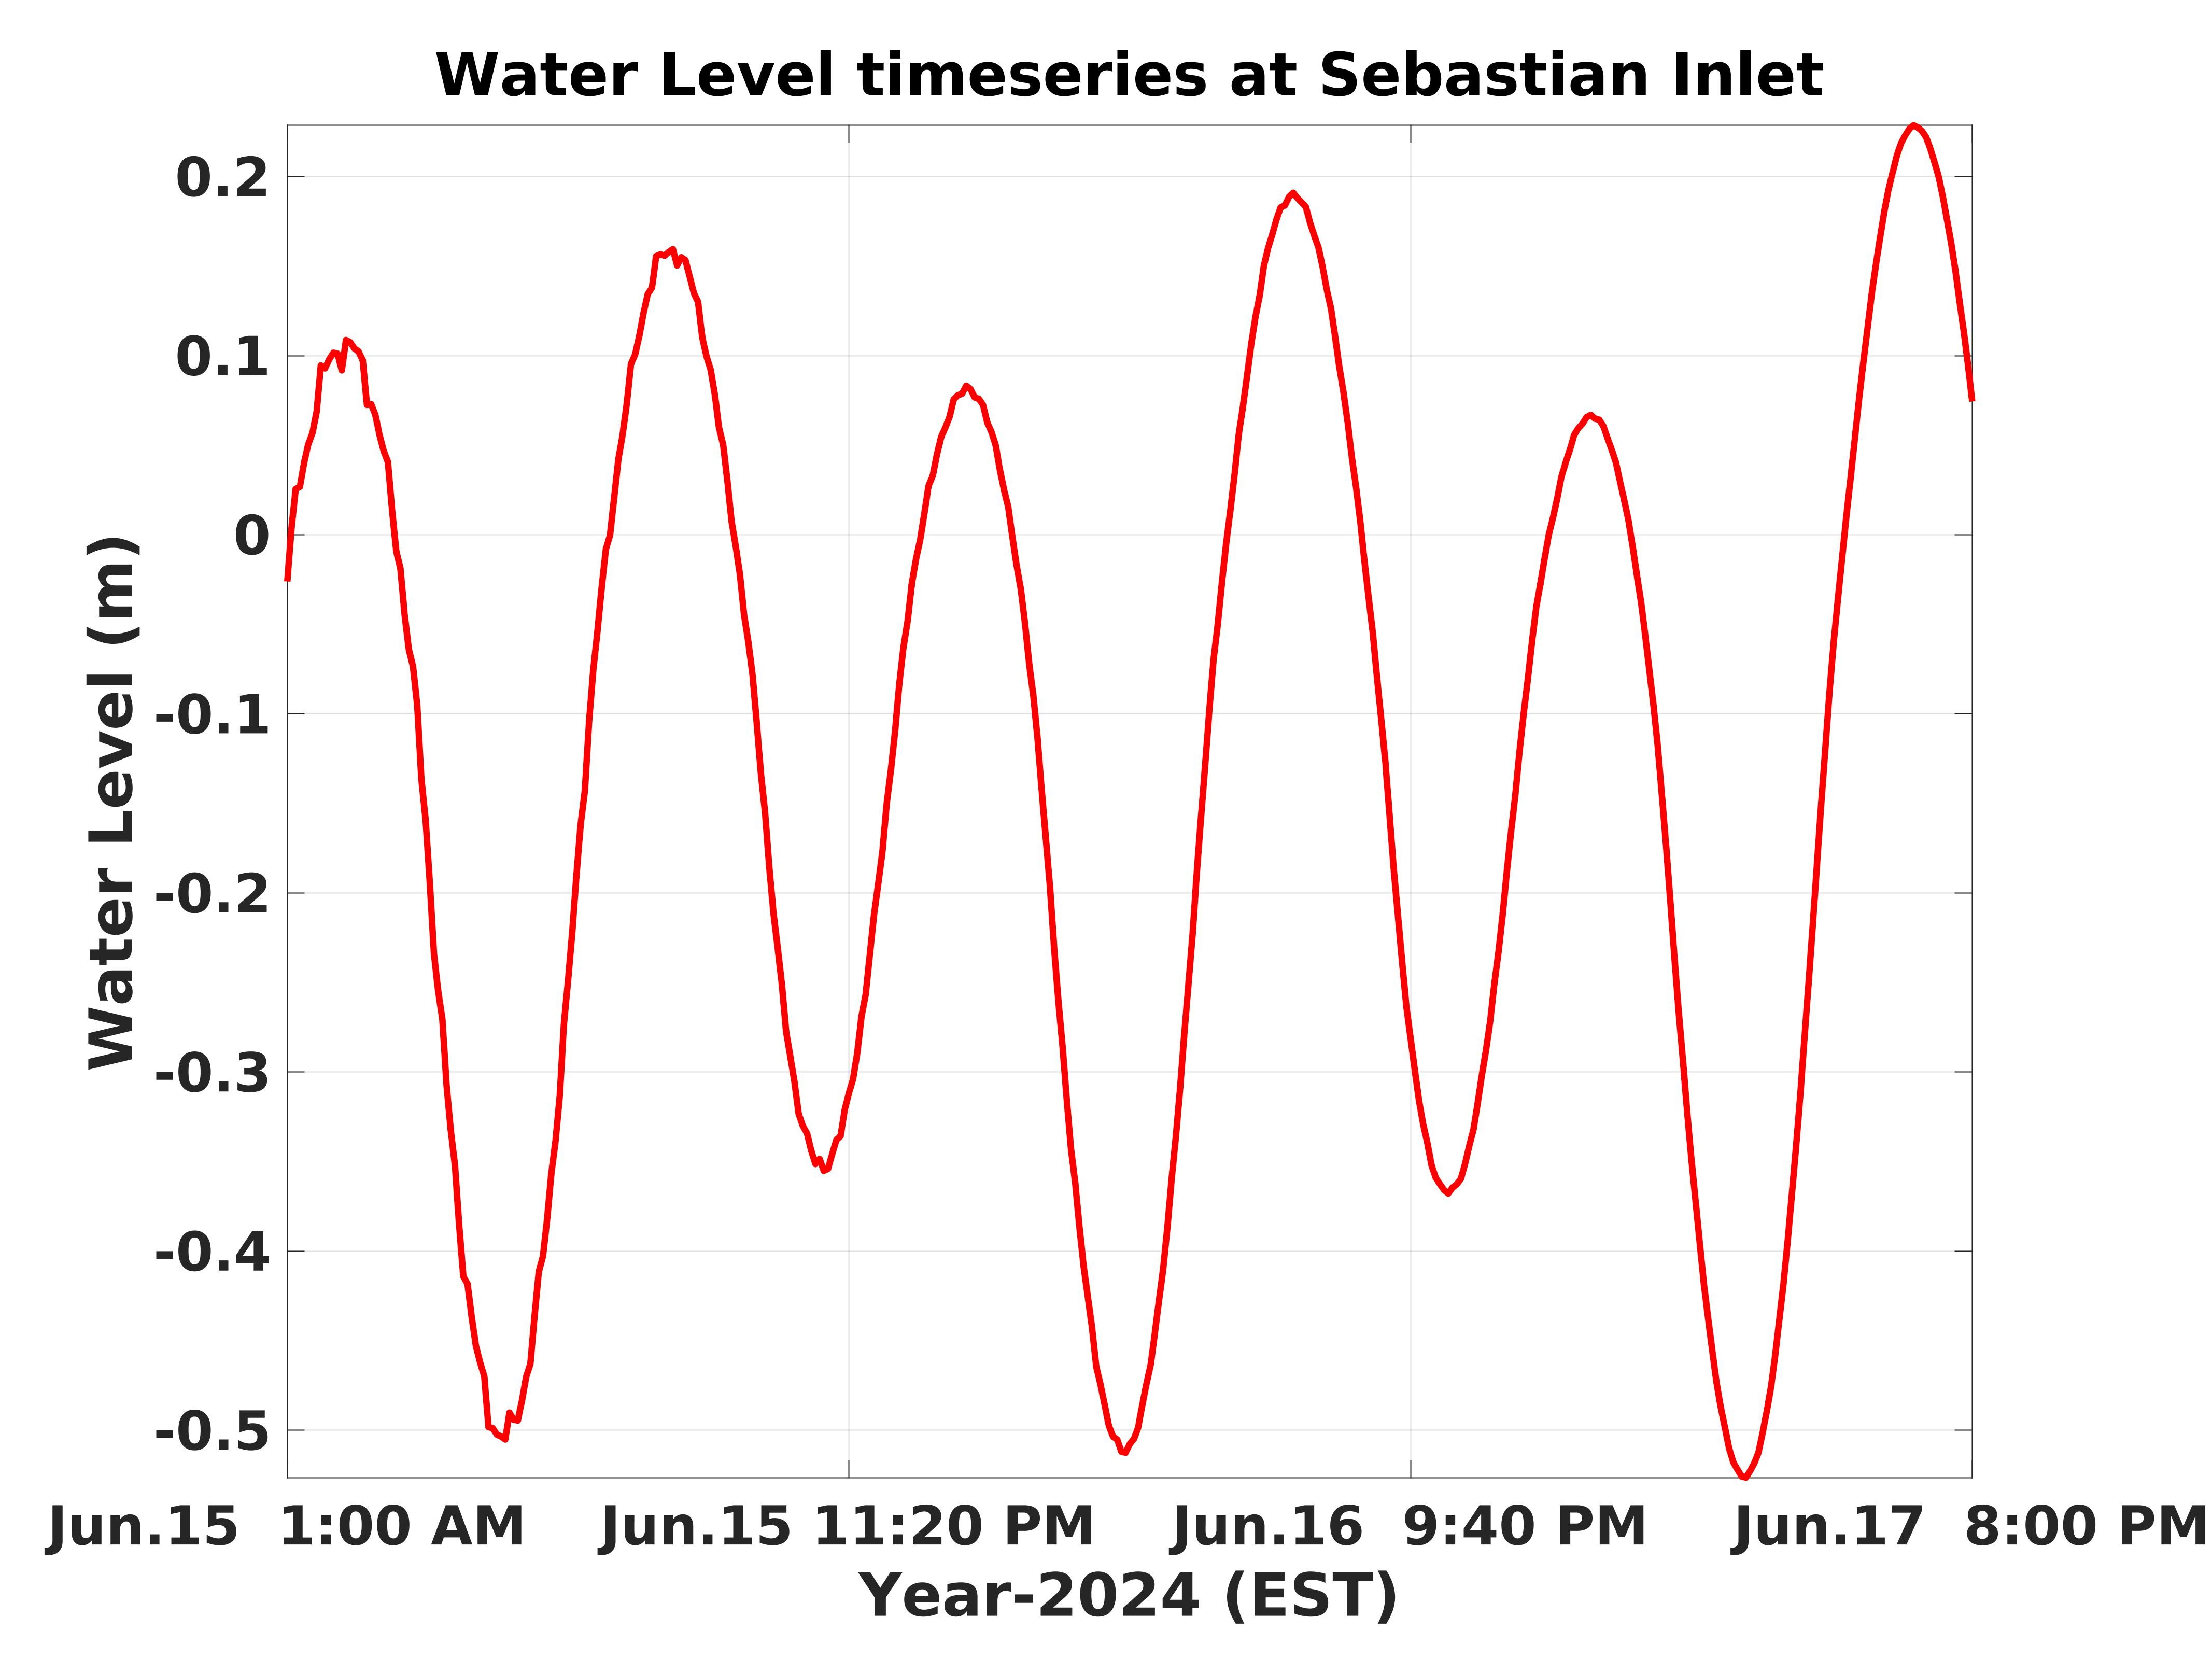 Water Level timeseries at Sebastian Inlet
Water Level (m)
0.2
0.1
0
-0.1
-0.2
-0.3
-0.4
-0.5
Jun.15 1:00 AM
Jun.15 11:20 PM
Jun.16 9:40 PM
Jun.17 8:00 PM
Year-2024 (EST)